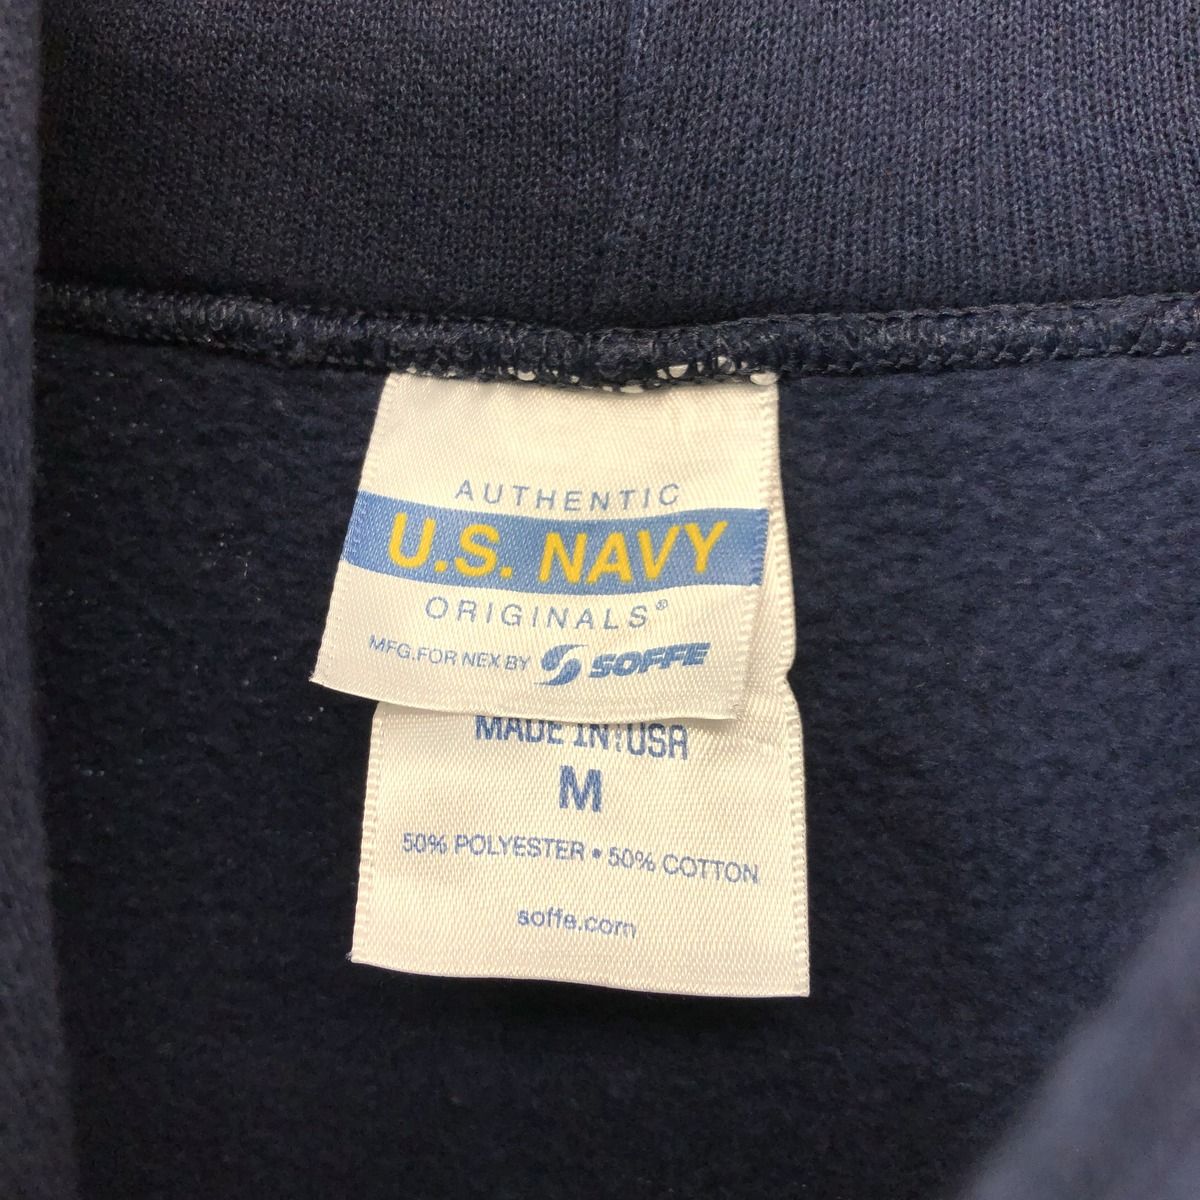 AUTHENTIC
U.S. NAVY
ORIGINALS®
MFG. FOR NEX BY SOFFE
MADE IN USA
M
50% POLYESTER • 50% COTTON
soffe.com